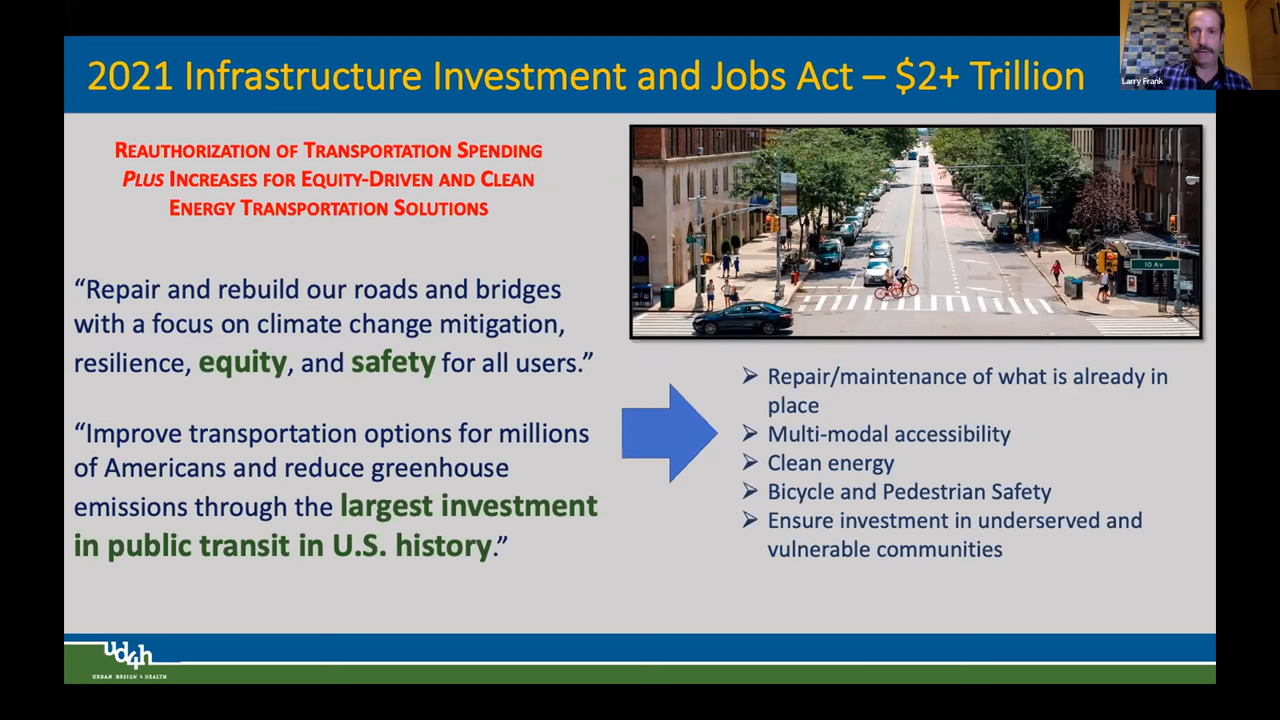 2021 Infrastructure Investment and Jobs Act – $2+ Trillion
Larry Frank
REAUTHORIZATION OF TRANSPORTATION SPENDING
PLUS INCREASES FOR EQUITY-DRIVEN AND CLEAN
ENERGY TRANSPORTATION SOLUTIONS
“Repair and rebuild our roads and bridges
with a focus on climate change mitigation,
resilience, equity, and safety for all users.”
“Improve transportation options for millions
of Americans and reduce greenhouse
emissions through the largest investment
in public transit in U.S. history.”
10 Av
➢ Repair/maintenance of what is already in
place
➢ Multi-modal accessibility
➢ Clean energy
➢ Bicycle and Pedestrian Safety
➢ Ensure investment in underserved and
vulnerable communities
ud4h
URBAN DESIGN 4 HEALTH